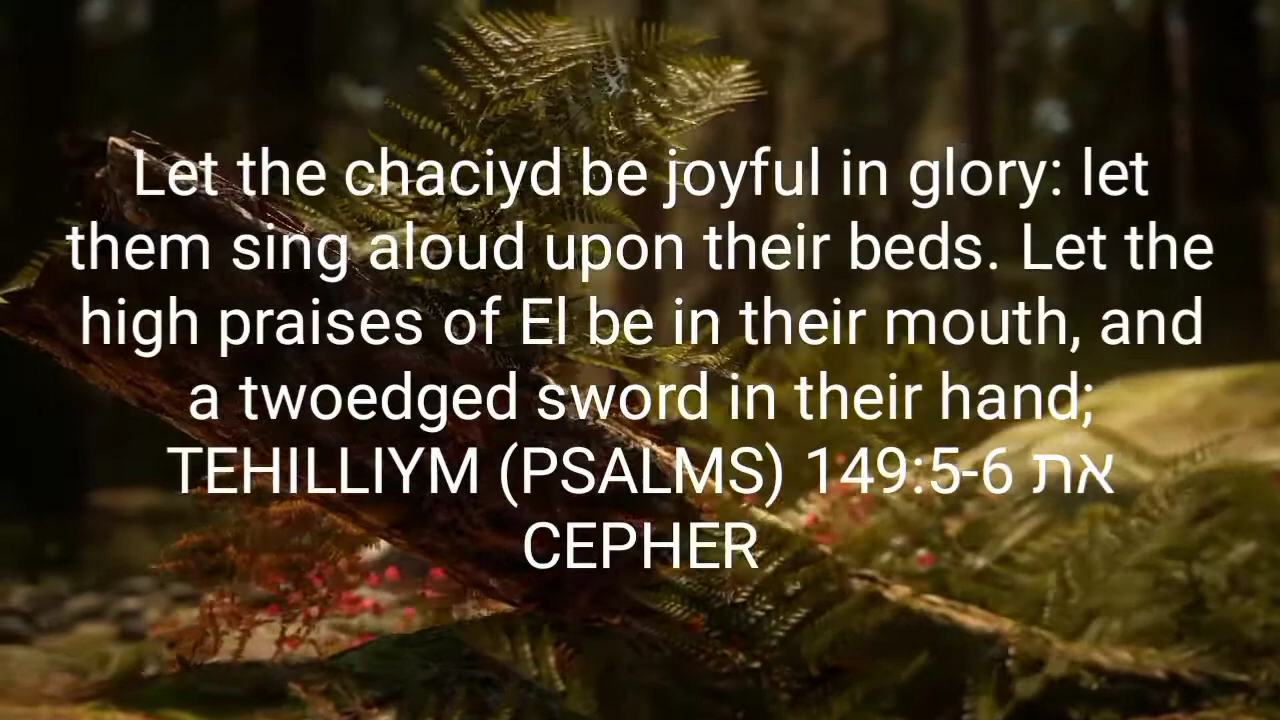 Let the chaciyd be joyful in glory: let
them sing aloud upon their beds. Let the
high praises of El be in their mouth, and
a twoedged sword in their hand;
TEHILLIYM (PSALMS) 149:5-6 את
CEPHER